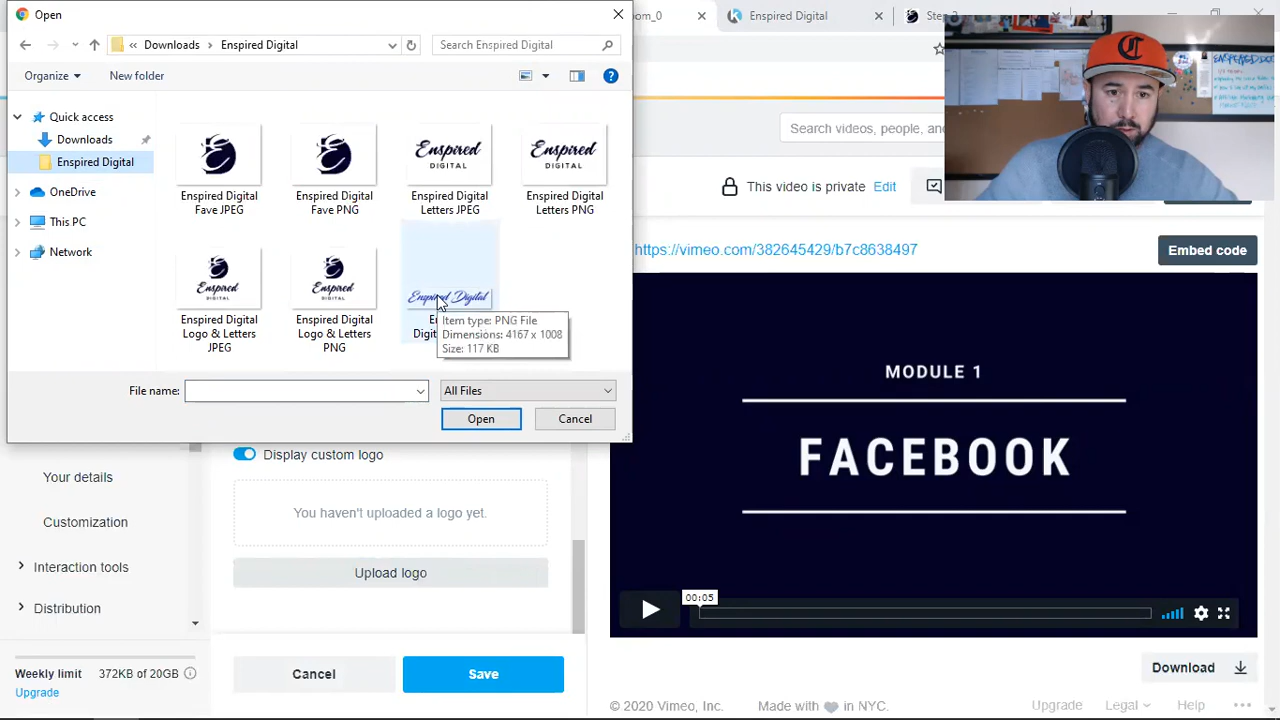 Open
om_0
Enspired Digital
Step
« Downloads > Enspired Digital
Search Enspired Digital
Organize
New folder
Quick access
Downloads
Enspired Digital
OneDrive
This PC
Network
Enspired
DIGITAL
Enspired
DIGITAL
Enspired Digital
Fave JPEG
Enspired Digital
Fave PNG
Enspired Digital
Letters JPEG
Enspired Digital
Letters PNG
Enspired
DIGITAL
Enspired
DIGITAL
Enspired Digital
Enspired Digital
Logo & Letters
JPEG
Enspired Digital
Logo & Letters
PNG
Item type: PNG File
Dimensions: 4167 x 1008
Size: 117 KB
File name:
All Files
Open
Cancel
Search videos, people, and
This video is private
Edit
https://vimeo.com/382645429/b7c8638497
Embed code
MODULE 1
FACEBOOK
00:05
Display custom logo
You haven't uploaded a logo yet.
Upload logo
Your details
Customization
Interaction tools
Distribution
Weekly limit
372KB of 20GB
Upgrade
Cancel
Save
Download
© 2020 Vimeo, Inc.
Made with
in NYC.
Upgrade
Legal
Help